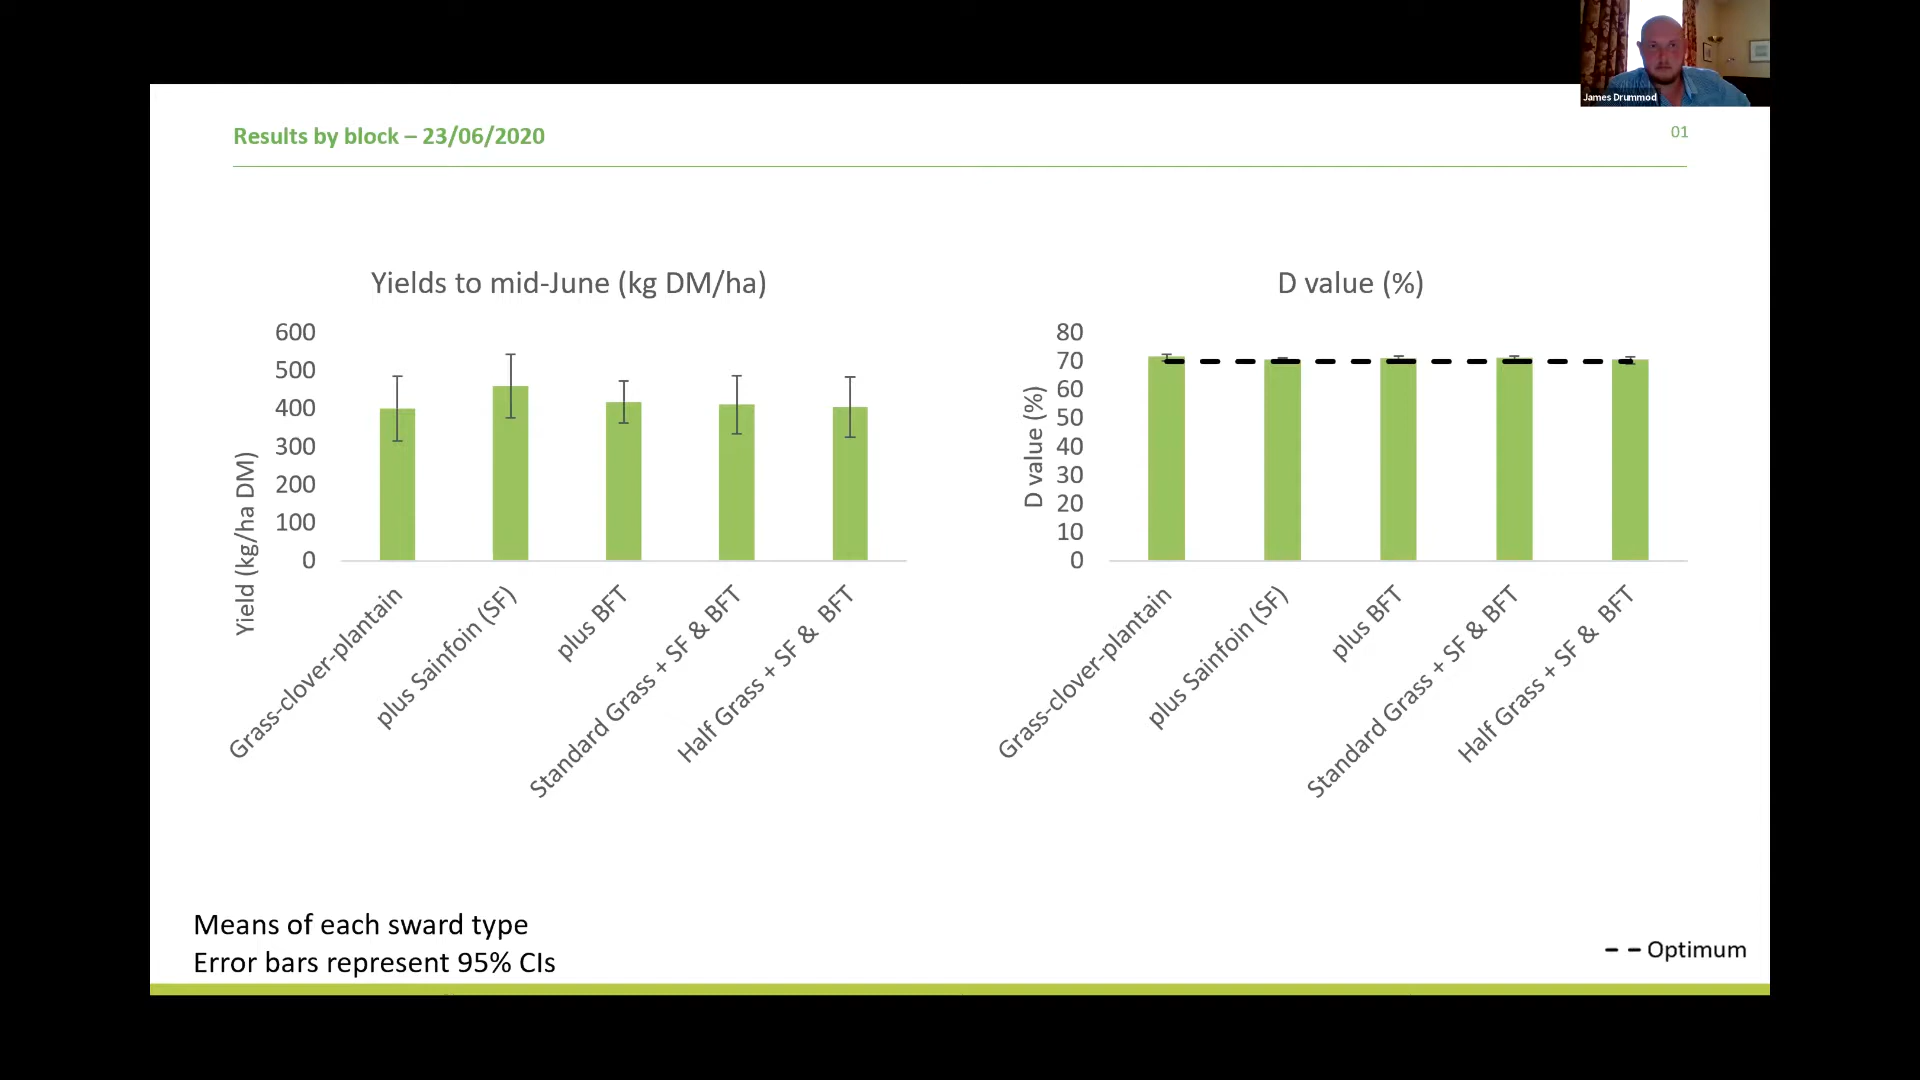 James Drummod
Results by block – 23/06/2020
01
Yields to mid-June (kg DM/ha)
Yield (kg/ha DM)
600
500
400
300
200
100
0
Grass-clover-plantain
plus Sainfoin (SF)
plus BFT
Standard Grass + SF & BFT
Half Grass + SF & BFT
D value (%)
D value (%)
80
70
60
50
40
30
20
10
0
Grass-clover-plantain
plus Sainfoin (SF)
plus BFT
Standard Grass + SF & BFT
Half Grass + SF & BFT
Means of each sward type
Error bars represent 95% CIs
Optimum